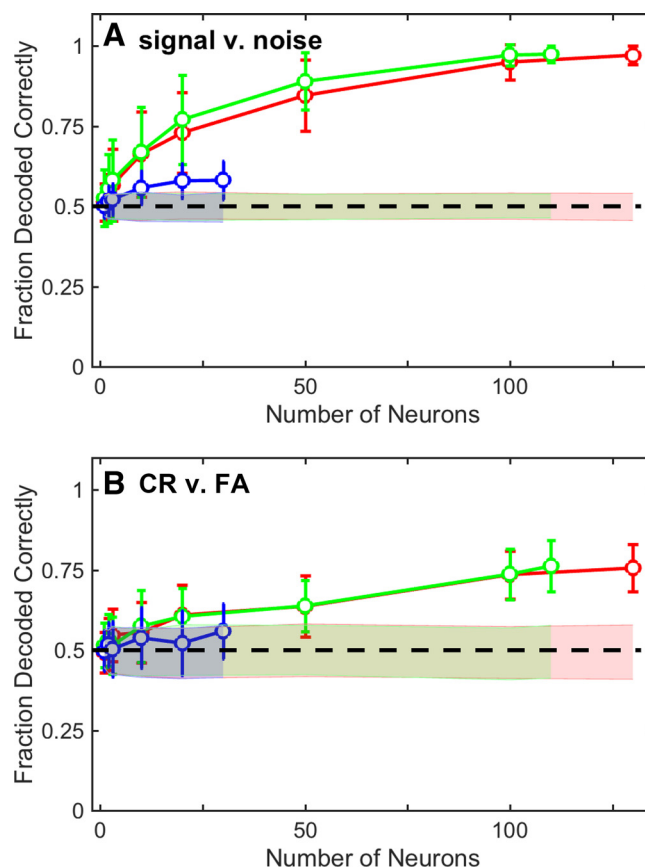 A signal v. noise
1
0.75
0.5
0.25
0
Fraction Decoded Correctly
0
50
100
Number of Neurons
B CR v. FA
1
0.75
0.5
0.25
0
Fraction Decoded Correctly
0
50
100
Number of Neurons